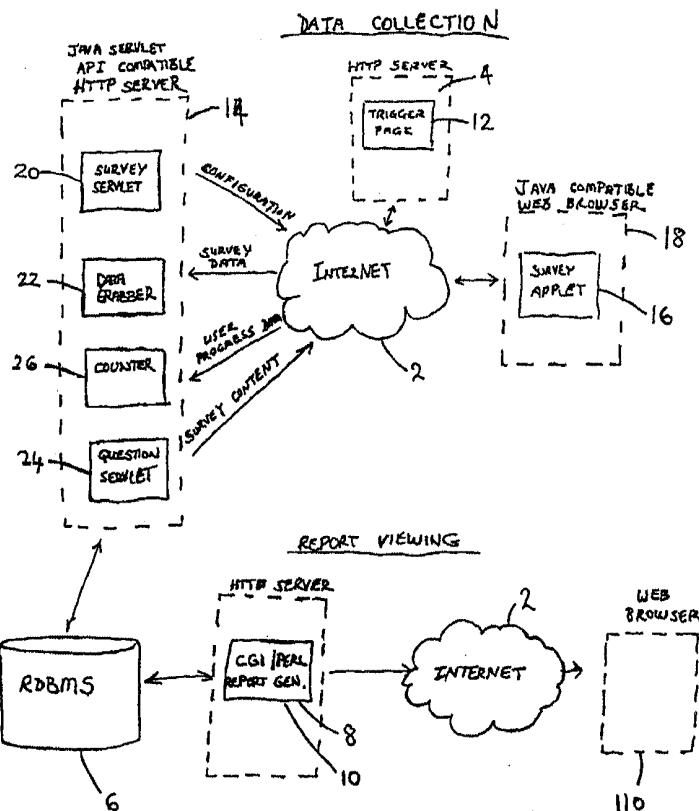 DATA COLLECTION
JAVA SERVLET
API COMPATIBLE
HTTP SERVER
14
20
SURVEY
SERVLET
22
DATA
GRABBER
26
COUNTER
24
QUESTION
SERVLET
CONFIGURATION
SURVEY
DATA
USER
PROGRESS DATA
SURVEY CONTENT
HTTP SERVER
4
TRIGGER
PAGE
12
INTERNET
2
JAVA COMPATIBLE
WEB BROWSER
18
SURVEY
APPLET
16
REPORT VIEWING
RDBMS
6
HTTP SERVER
CGI/PERL
REPORT GEN.
8
10
2
INTERNET
WEB
BROWSER
110